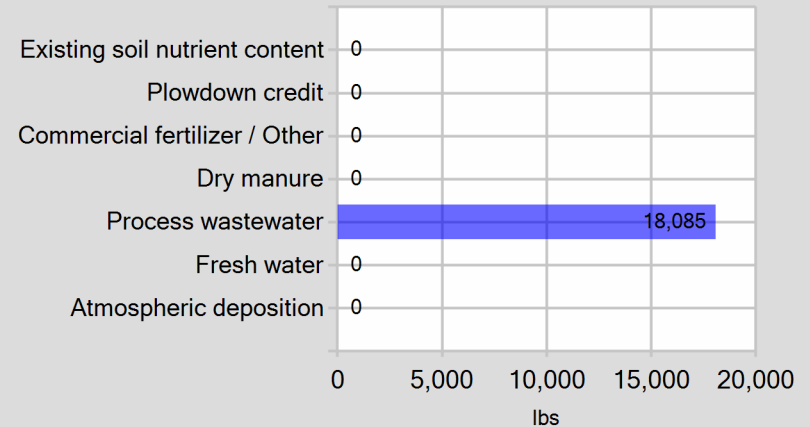 Existing soil nutrient content 0
Plowdown credit 0
Commercial fertilizer / Other 0
Dry manure 0
Process wastewater 18,085
Fresh water 0
Atmospheric deposition 0
0 5,000 10,000 15,000 20,000
lbs